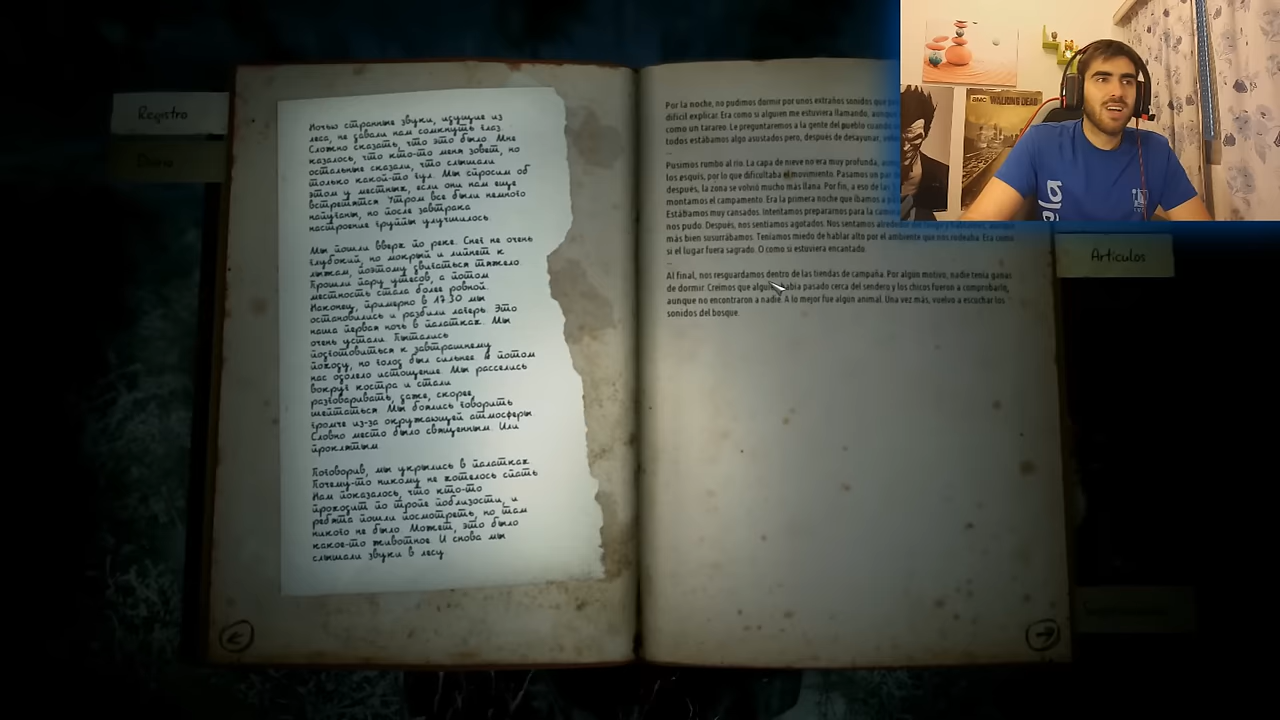 Registro
Diario
Ночью странные звуки, идущие из
леса, не давали нам сомкнуть глаз.
Сложно сказать, что это было. Мне
казалось, что кто-то меня зовет, но
остальные сказали, что слышали
только какой-то гул. Мы спросим об
этом у местных, если они нам еще
встретятся. Утром все были немного
напуганы, но после завтрака
настроение группы улучшилось.
Мы пошли вверх по реке. Снег не очень
глубокий, но мокрый и липнет к
лыжам, поэтому двигаться тяжело.
Прошли пару утесов, а потом
местность стала более ровной.
Наконец, примерно в 17.30 мы
остановились и разбили лагерь. Это
наша первая ночь в палатках. Мы
очень устали. Пытались
подготовиться к завтрашнему
походу, но голод был сильнее. И потом
нас одолело истощение. Мы расселись
вокруг костра и стали
разговаривать, даже, скорее,
шептаться. Мы боялись говорить
громче из-за окружающей атмосферы.
Словно место было священным. Или
проклятым.
Поговорив, мы укрылись в палатках.
Почему-то никому не хотелось спать.
Нам показалось, что кто-то
проходит по тропе поблизости, и
ребята пошли посмотреть, но там
никого не было. Может, это было
какое-то животное. И снова мы
слышали звуки в лесу.
Por la noche, no pudimos dormir por unos extraños sonidos que
difícil explicar. Era como si alguien me estuviera llamando,
como un tarareo. Le preguntaremos a la gente del pueblo
todos estábamos algo asustados pero, después de desayunar,
Pusimos rumbo al río. La capa de nieve no era muy profunda,
los esquís, por lo que dificultaba el movimiento. Pasamos un
después, la zona se volvió mucho más llana. Por fin, a eso de las
montamos el campamento. Era la primera noche que íbamos a
Estábamos muy cansados. Intentamos prepararnos para la
nos pudo. Después, nos sentíamos agotados. Nos sentamos
más bien susurrábamos. Teníamos miedo de hablar alto por el ambiente que nos rodeaba. Era como
si el lugar fuera sagrado. O como si estuviera encantado.
Al final, nos resguardamos dentro de las tiendas de campaña. Por algún motivo, nadie tenía ganas
de dormir. Creímos que había pasado cerca del sendero y los chicos fueron a comprobarlo,
aunque no encontraron a nadie. A lo mejor fue algún animal. Una vez más, vuelvo a escuchar los
sonidos del bosque.
Artículos
AMC WALKING DEAD